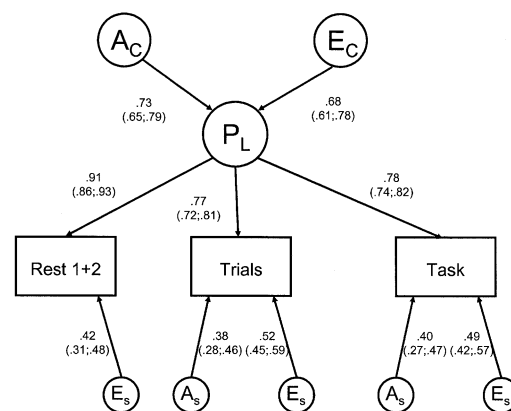 A_C
E_C
.73
(.65;.79)
.68
(.61;.78)
P_L
.91
(.86;.93)
.77
(.72;.81)
.78
(.74;.82)
Rest 1+2
Trials
Task
.42
(.31;.48)
.38
(.28;.46)
.52
(.45;.59)
.40
(.27;.47)
.49
(.42;.57)
E_s
A_s
E_s
A_s
E_s